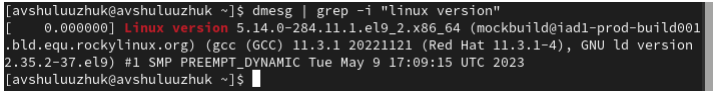 [avshuluuzhuk@avshuluuzhuk ~]$ dmesg | grep -i "linux version"
[    0.000000] Linux version 5.14.0-284.11.1.el9_2.x86_64 (mockbuild@iad1-prod-build001
.bld.equ.rockylinux.org) (gcc (GCC) 11.3.1 20221121 (Red Hat 11.3.1-4), GNU ld version
2.35.2-37.el9) #1 SMP PREEMPT_DYNAMIC Tue May 9 17:09:15 UTC 2023
[avshuluuzhuk@avshuluuzhuk ~]$